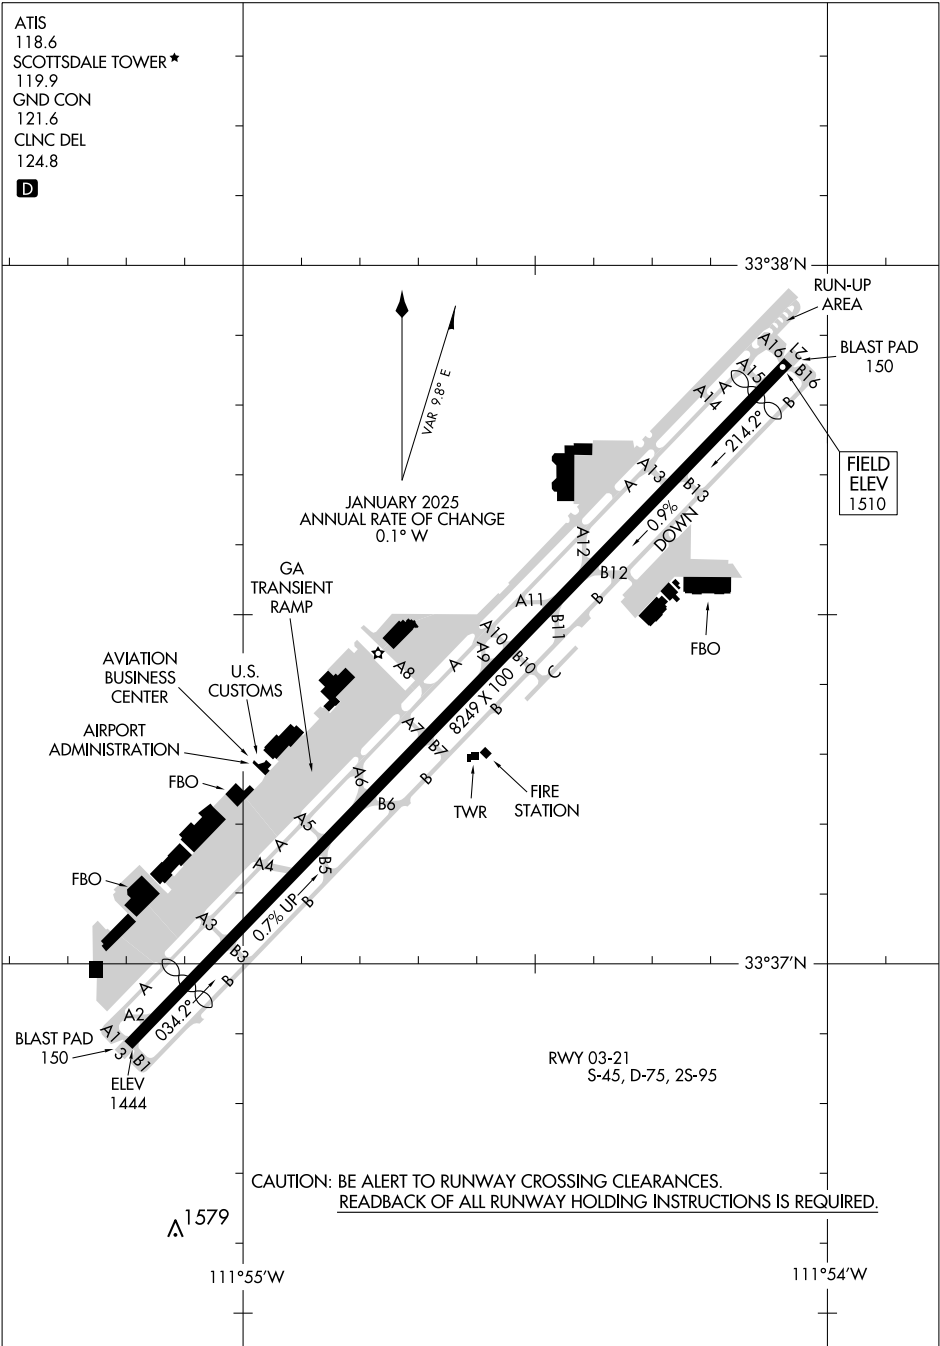 ATIS
118.6
SCOTTSDALE TOWER★
119.9
GND CON
121.6
CLNC DEL
124.8
D
33°38'N
RUN-UP
AREA
BLAST PAD
150
FIELD
ELEV
1510
VAR 9.8° E
JANUARY 2025
ANNUAL RATE OF CHANGE
0.1° W
GA
TRANSIENT
RAMP
AVIATION
BUSINESS
CENTER
U.S.
CUSTOMS
AIRPORT
ADMINISTRATION
FBO
FBO
FBO
TWR
FIRE
STATION
A16
21
B16
A15
A
A14
B
214.2°
A13
A
B13
0.9%
DOWN
A12
B12
B
A11
B11
A10
A9
B10
C
A
A8
8249 X 100
B
A7
B7
B
A6
B6
A5
A
A4
B5
B
0.7% UP
A3
B3
B
034.2°
A
A2
A1
3
B1
BLAST PAD
150
ELEV
1444
33°37'N
RWY 03-21
S-45, D-75, 2S-95
CAUTION: BE ALERT TO RUNWAY CROSSING CLEARANCES.
READBACK OF ALL RUNWAY HOLDING INSTRUCTIONS IS REQUIRED.
1579
111°55'W
111°54'W